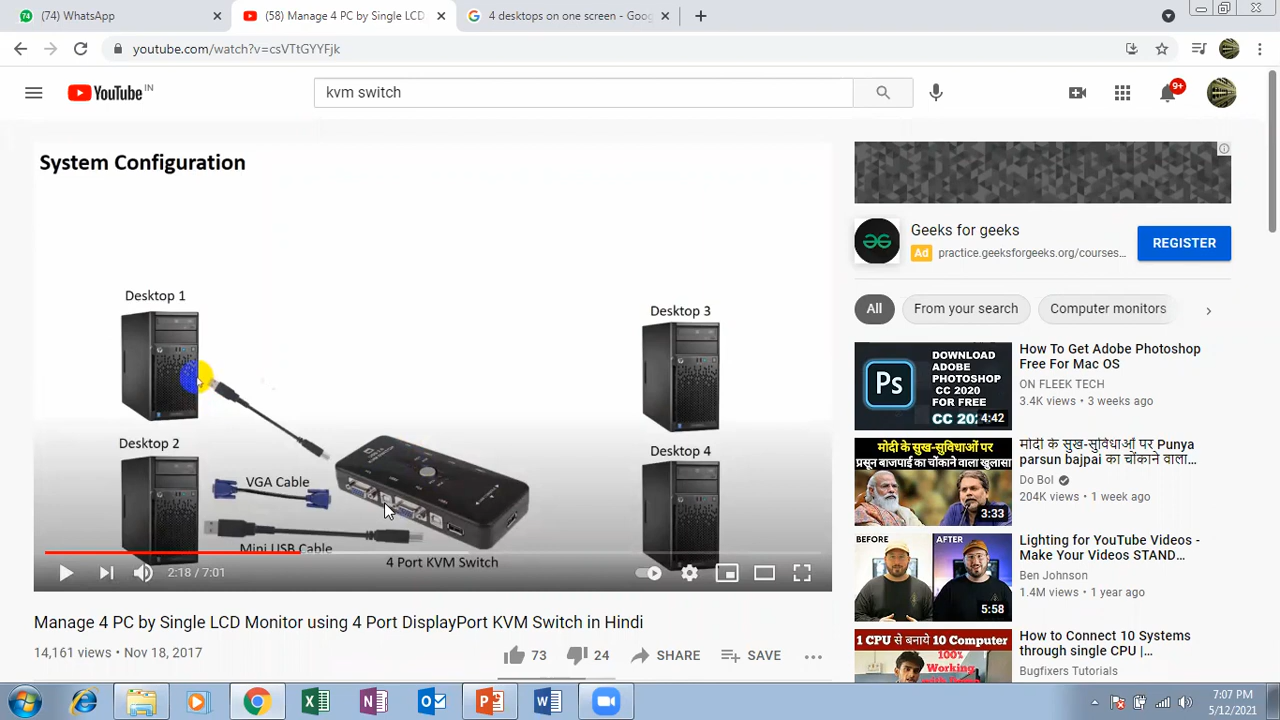 (74) WhatsApp
(58) Manage 4 PC by Single LCD
4 desktops on one screen - Goog
youtube.com/watch?v=csVTtGYYFjk
YouTube IN
kvm switch
9+
System Configuration
Desktop 1
Desktop 2
Desktop 3
Desktop 4
VGA Cable
Mini USB Cable
4 Port KVM Switch
2:18 / 7:01
Manage 4 PC by Single LCD Monitor using 4 Port DisplayPort KVM Switch in Hindi
14,161 views • Nov 18, 2017
73
24
SHARE
SAVE
Geeks for geeks
Ad practice.geeksforgeeks.org/courses...
REGISTER
All
From your search
Computer monitors
Ps
DOWNLOAD
ADOBE
PHOTOSHOP
CC 2020
FOR FREE
4:42
How To Get Adobe Photoshop
Free For Mac OS
ON FLEEK TECH
3.4K views • 3 weeks ago
मोदी के सुख-सुविधाओं पर
प्रसून बाजपाई का चौंकाने वाला खुलासा
3:33
मोदी के सुख-सुविधाओं पर Punya
parsun bajpai का चोंकाने वाला...
Do Bol
204K views • 1 week ago
BEFORE
AFTER
5:58
Lighting for YouTube Videos -
Make Your Videos STAND...
Ben Johnson
1.4M views • 1 year ago
1 CPU से बनाये 10 Computer
100%
Working
How to Connect 10 Systems
through single CPU |...
Bugfixers Tutorials
7:07 PM
5/12/2021